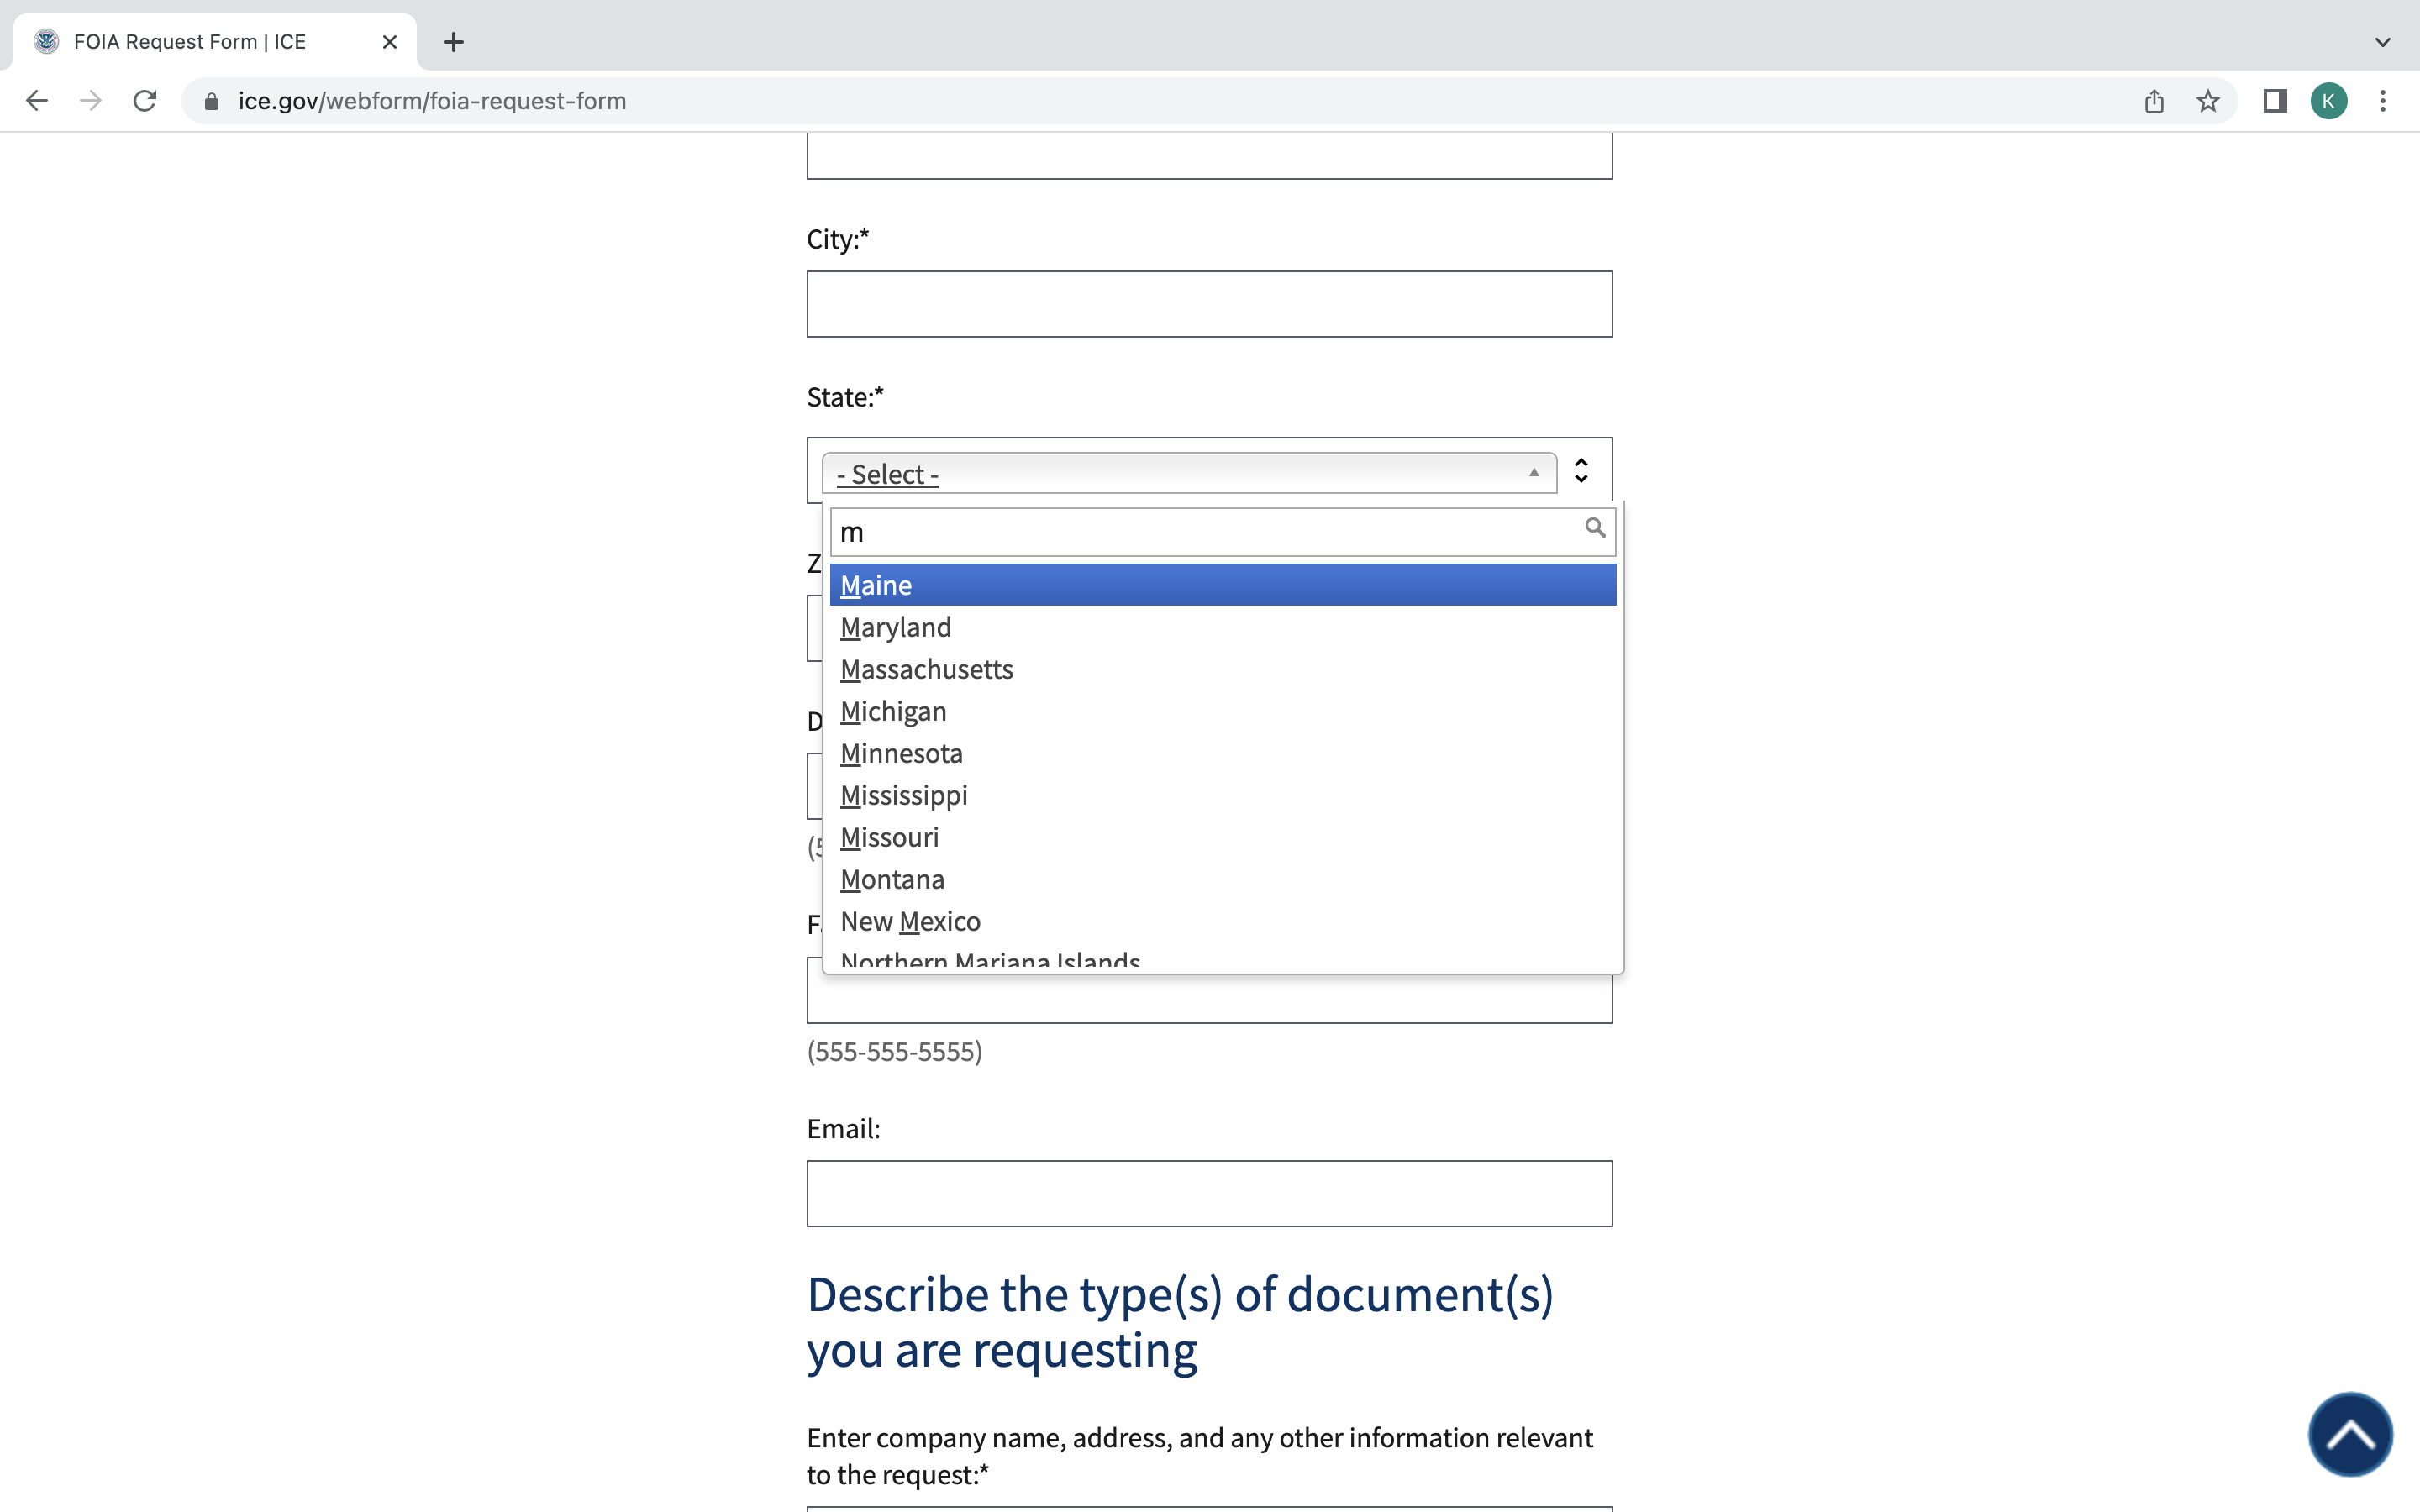 FOIA Request Form | ICE
ice.gov/webform/foia-request-form
K
City:*
State:*
- Select -
m
Maine
Maryland
Massachusetts
Michigan
Minnesota
Mississippi
Missouri
Montana
New Mexico
Northern Mariana Islands
(555-555-5555)
Email:
Describe the type(s) of document(s)
you are requesting
Enter company name, address, and any other information relevant
to the request:*